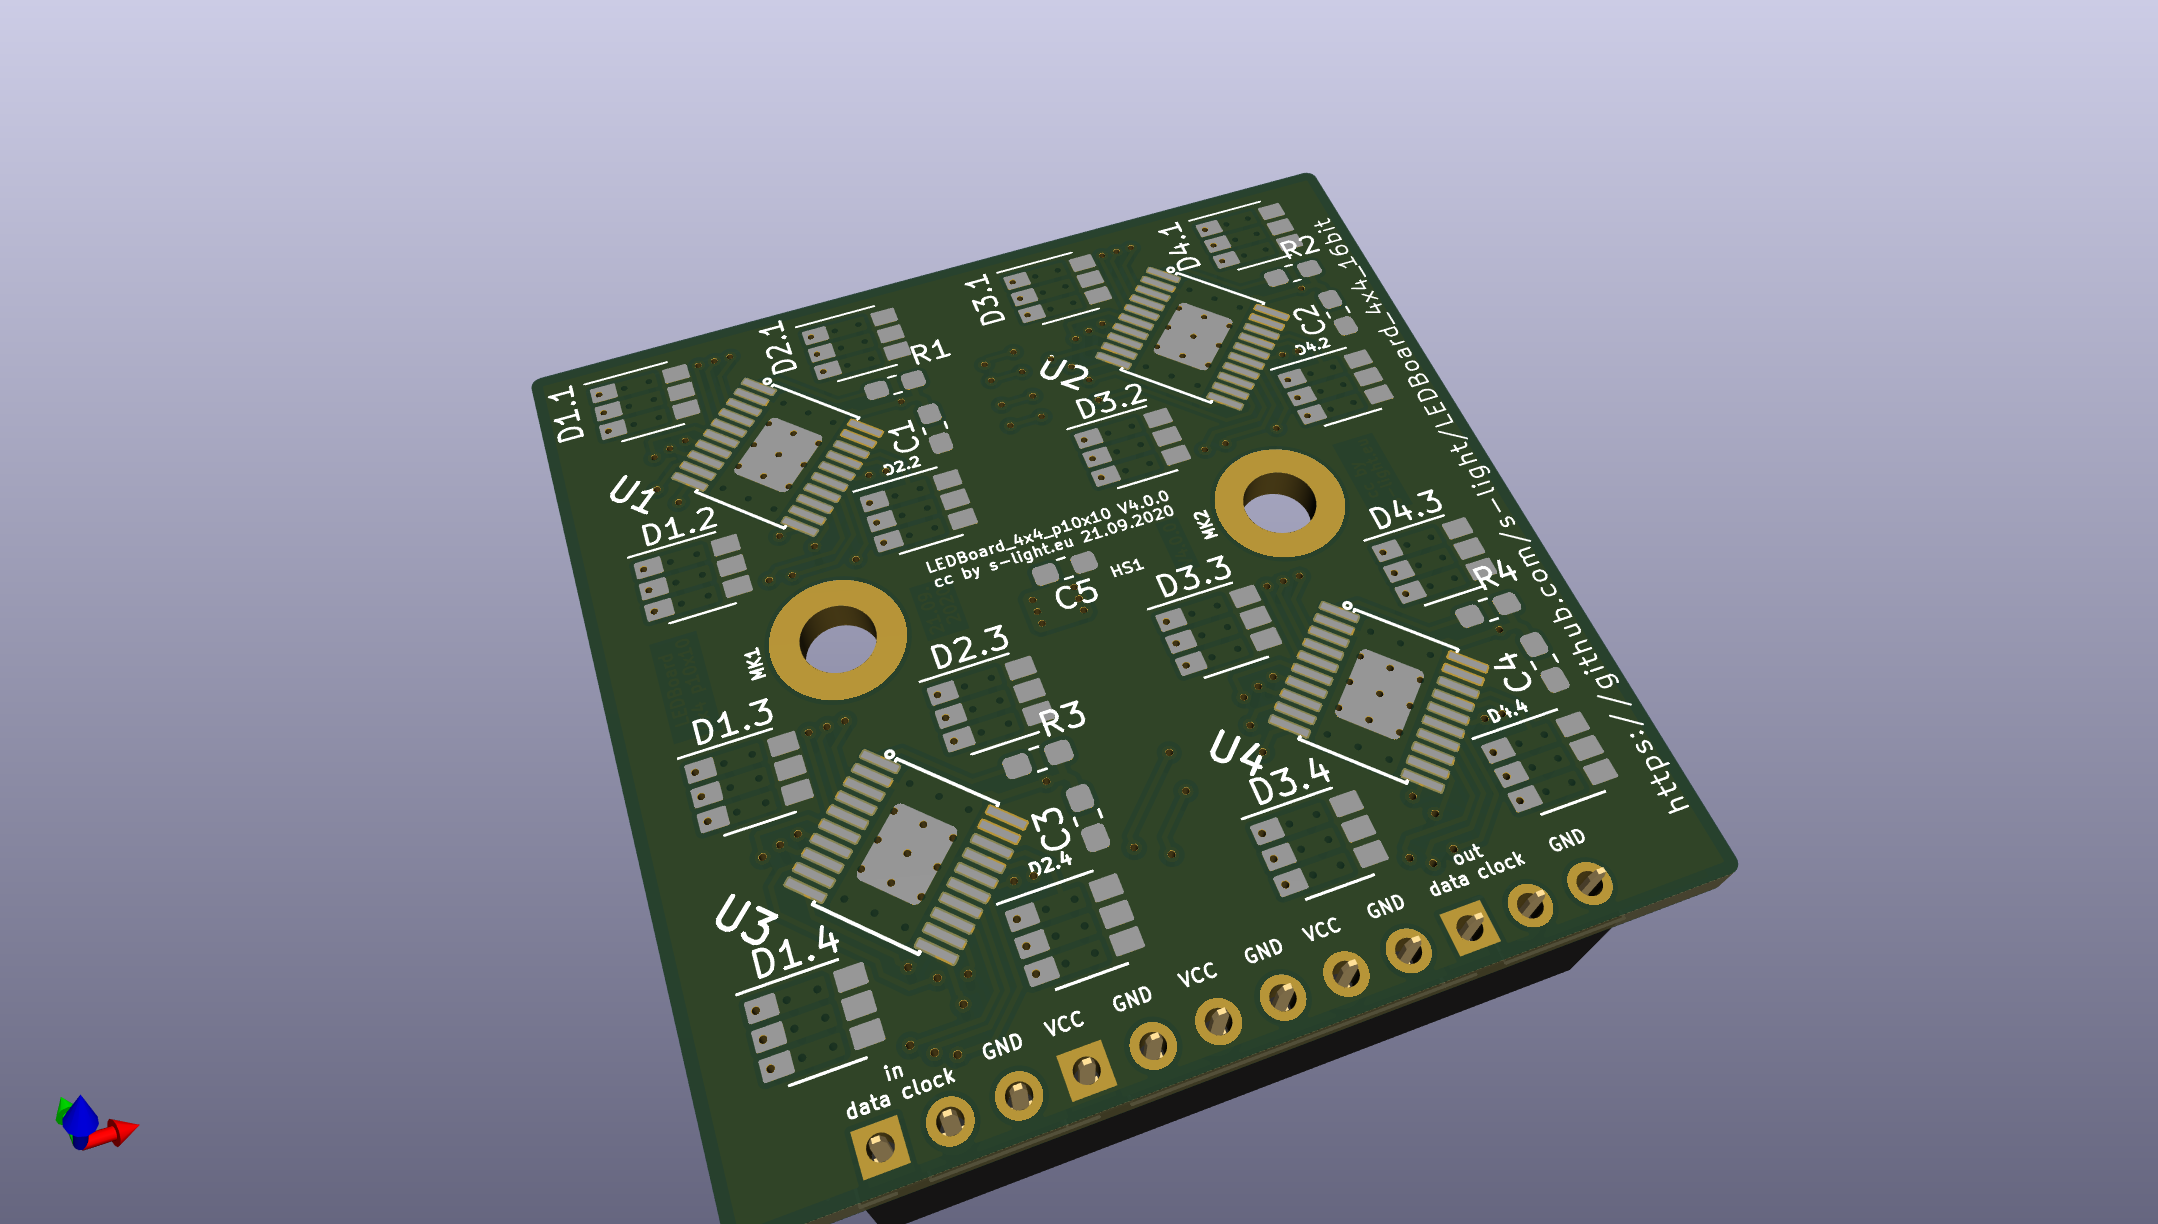 D4.1
R2
D3.1
C2
D2.1
R1
U2
D4.2
D1.1
D3.2
C1
D2.2
U1
D1.2
LEDBoard_4x4_p10x10 V4.0.0
cc by s-light.eu 21.09.2020
MK2
D4.3
HS1
C5
D3.3
R4
MK1
D2.3
C4
D1.3
R3
D4.4
U4
D3.4
C3
D2.4
U3
D1.4
https://github.com/s-light/LEDBoard_4x4_16bit
in
data clock
GND
VCC
GND
VCC
GND
VCC
GND
out
data clock
GND